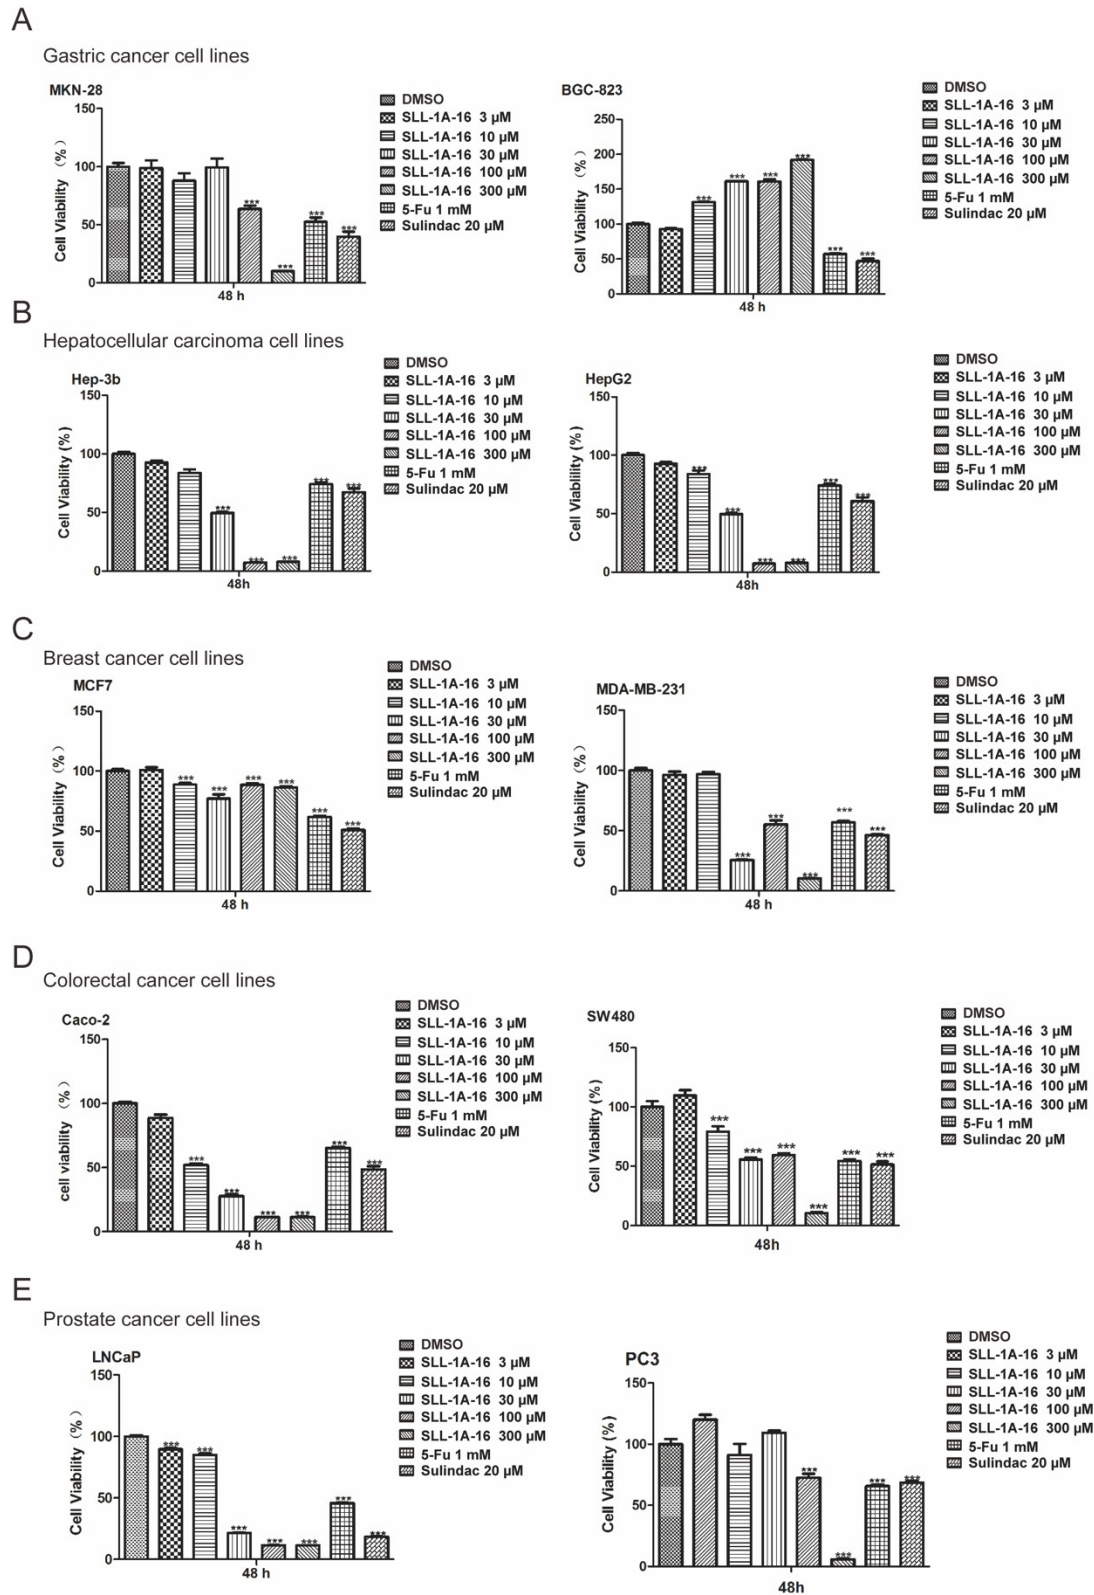 A
Gastric cancer cell lines
MKN-28
Cell Viability (%)
150
100
50
0
***
***
***
***
48 h
DMSO
SLL-1A-16 3 μM
SLL-1A-16 10 μM
SLL-1A-16 30 μM
SLL-1A-16 100 μM
SLL-1A-16 300 μM
5-Fu 1 mM
Sulindac 20 μM
BGC-823
Cell Viability (%)
250
200
150
100
50
0
***
***
***
***
***
***
48 h
DMSO
SLL-1A-16 3 μM
SLL-1A-16 10 μM
SLL-1A-16 30 μM
SLL-1A-16 100 μM
SLL-1A-16 300 μM
5-Fu 1 mM
Sulindac 20 μM
B
Hepatocellular carcinoma cell lines
Hep-3b
Cell Viability (%)
150
100
50
0
***
***
***
***
***
48h
DMSO
SLL-1A-16 3 μM
SLL-1A-16 10 μM
SLL-1A-16 30 μM
SLL-1A-16 100 μM
SLL-1A-16 300 μM
5-Fu 1 mM
Sulindac 20 μM
HepG2
Cell Viability (%)
150
100
50
0
***
***
***
***
***
***
48h
DMSO
SLL-1A-16 3 μM
SLL-1A-16 10 μM
SLL-1A-16 30 μM
SLL-1A-16 100 μM
SLL-1A-16 300 μM
5-Fu 1 mM
Sulindac 20 μM
C
Breast cancer cell lines
MCF7
Cell Viability (%)
150
100
50
0
***
***
***
***
***
***
48 h
DMSO
SLL-1A-16 3 μM
SLL-1A-16 10 μM
SLL-1A-16 30 μM
SLL-1A-16 100 μM
SLL-1A-16 300 μM
5-Fu 1 mM
Sulindac 20 μM
MDA-MB-231
Cell Viability (%)
150
100
50
0
***
***
***
***
***
48 h
DMSO
SLL-1A-16 3 μM
SLL-1A-16 10 μM
SLL-1A-16 30 μM
SLL-1A-16 100 μM
SLL-1A-16 300 μM
5-Fu 1 mM
Sulindac 20 μM
D
Colorectal cancer cell lines
Caco-2
cell viability (%)
150
100
50
0
***
***
***
***
***
***
48 h
DMSO
SLL-1A-16 3 μM
SLL-1A-16 10 μM
SLL-1A-16 30 μM
SLL-1A-16 100 μM
SLL-1A-16 300 μM
5-Fu 1 mM
Sulindac 20 μM
SW480
Cell Viability (%)
150
100
50
0
***
***
***
***
***
***
48h
DMSO
SLL-1A-16 3 μM
SLL-1A-16 10 μM
SLL-1A-16 30 μM
SLL-1A-16 100 μM
SLL-1A-16 300 μM
5-Fu 1 mM
Sulindac 20 μM
E
Prostate cancer cell lines
LNCaP
Cell Viability (%)
150
100
50
0
***
***
***
***
***
***
***
48 h
DMSO
SLL-1A-16 3 μM
SLL-1A-16 10 μM
SLL-1A-16 30 μM
SLL-1A-16 100 μM
SLL-1A-16 300 μM
5-Fu 1 mM
Sulindac 20 μM
PC3
Cell Viability (%)
150
100
50
0
***
***
***
***
48h
DMSO
SLL-1A-16 3 μM
SLL-1A-16 10 μM
SLL-1A-16 30 μM
SLL-1A-16 100 μM
SLL-1A-16 300 μM
5-Fu 1 mM
Sulindac 20 μM